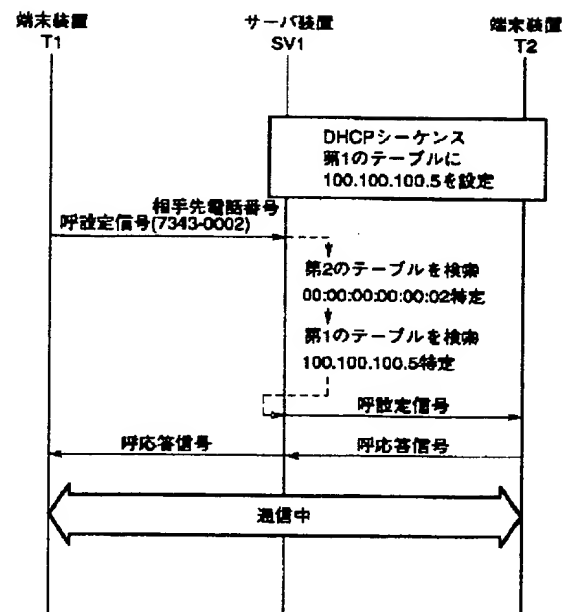 端末装置
T1
サーバ装置
SV1
端末装置
T2
DHCPシーケンス
第1のテーブルに
100.100.100.5を設定
相手先電話番号
呼設定信号(7343-0002)
第2のテーブルを検索
00:00:00:00:00:02特定
第1のテーブルを検索
100.100.100.5特定
呼設定信号
呼応答信号
呼応答信号
通信中